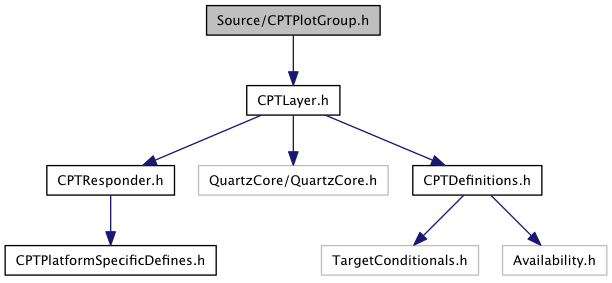 Source/CPTPlotGroup.h
CPTLayer.h
CPTResponder.h
QuartzCore/QuartzCore.h
CPTDefinitions.h
CPTPlatformSpecificDefines.h
TargetConditionals.h
Availability.h